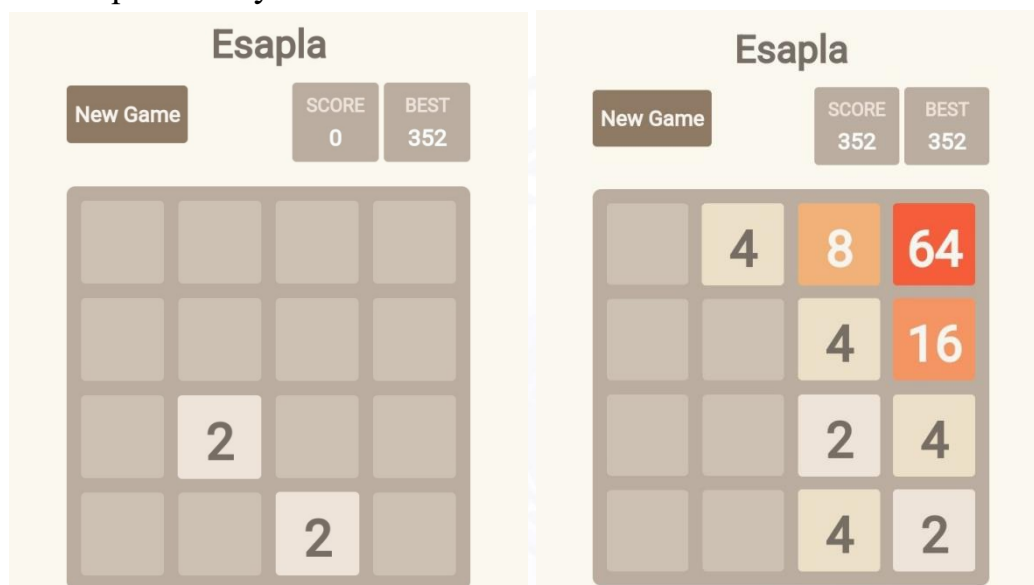 Esapla
New Game
SCORE
0
BEST
352
2
2
Esapla
New Game
SCORE
352
BEST
352
4 8 64
4 16
2 4
4 2